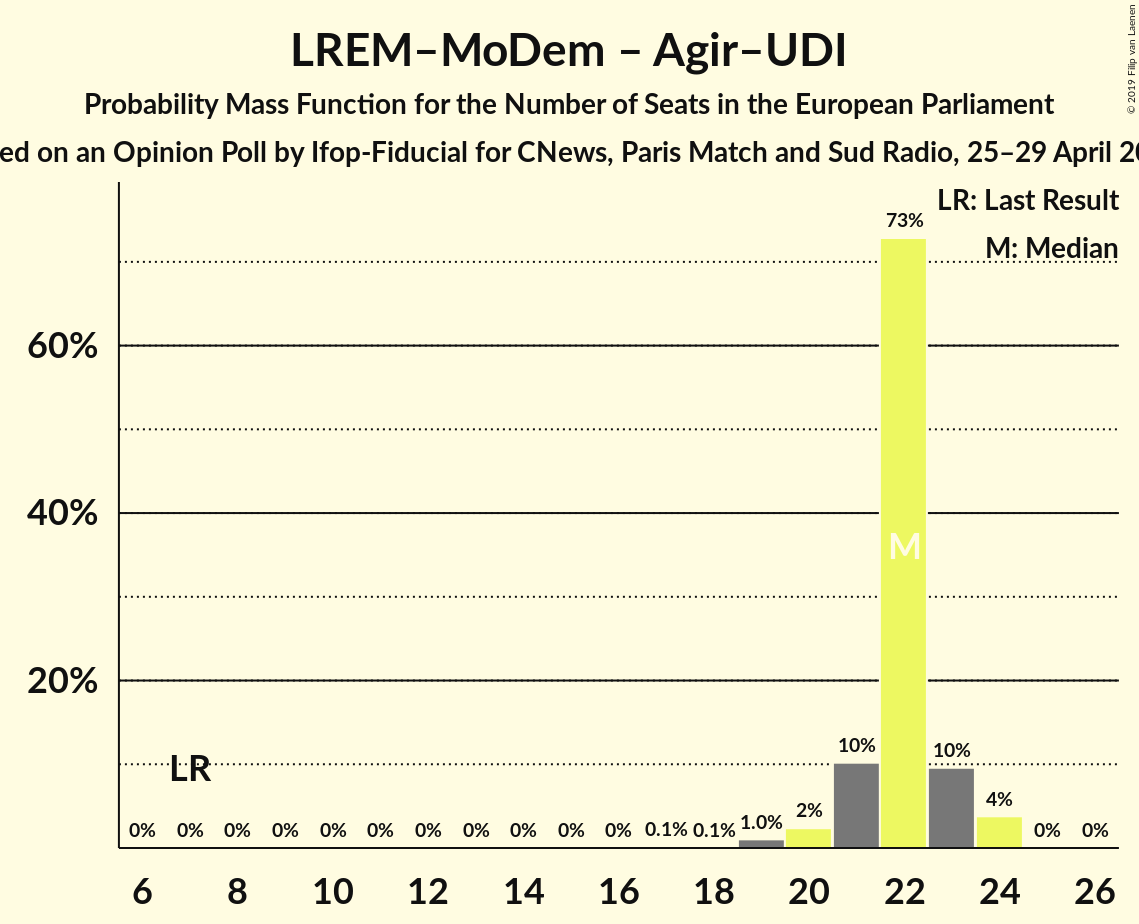 LREM–MoDem – Agir–UDI
Probability Mass Function for the Number of Seats in the European Parliament
ed on an Opinion Poll by Ifop-Fiducial for CNews, Paris Match and Sud Radio, 25–29 April 20
© 2019 Filip van Laenen
LR: Last Result
M: Median
73%
60%
40%
M
20%
LR
10%
10%
0% 0% 0% 0% 0% 0% 0% 0% 0% 0% 0% 0.1% 0.1% 1.0% 2% 4% 0% 0%
6 8 10 12 14 16 18 20 22 24 26